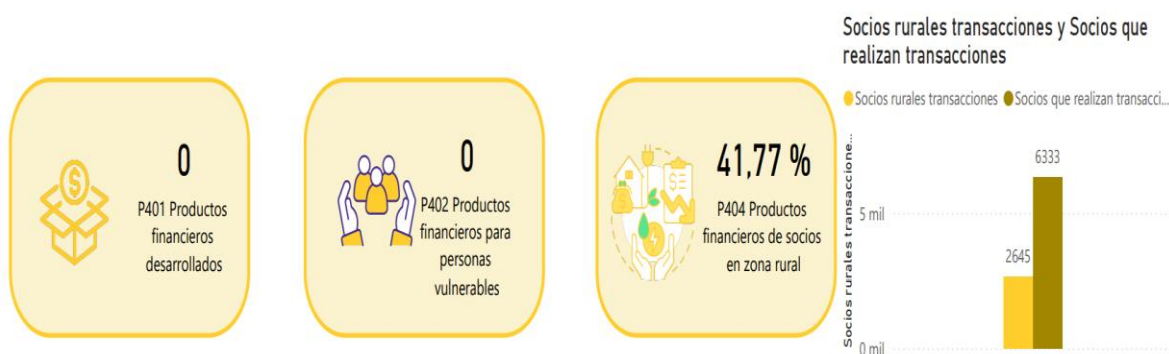 0
P401 Productos
financieros
desarrollados
0
P402 Productos
financieros para
personas
vulnerables
41,77 %
P404 Productos
financieros de socios
en zona rural
Socios rurales transacciones y Socios que
realizan transacciones
Socios rurales transacciones Socios que realizan transacci...
Socios rurales transaccione...
5 mil
0 mil
2645
6333